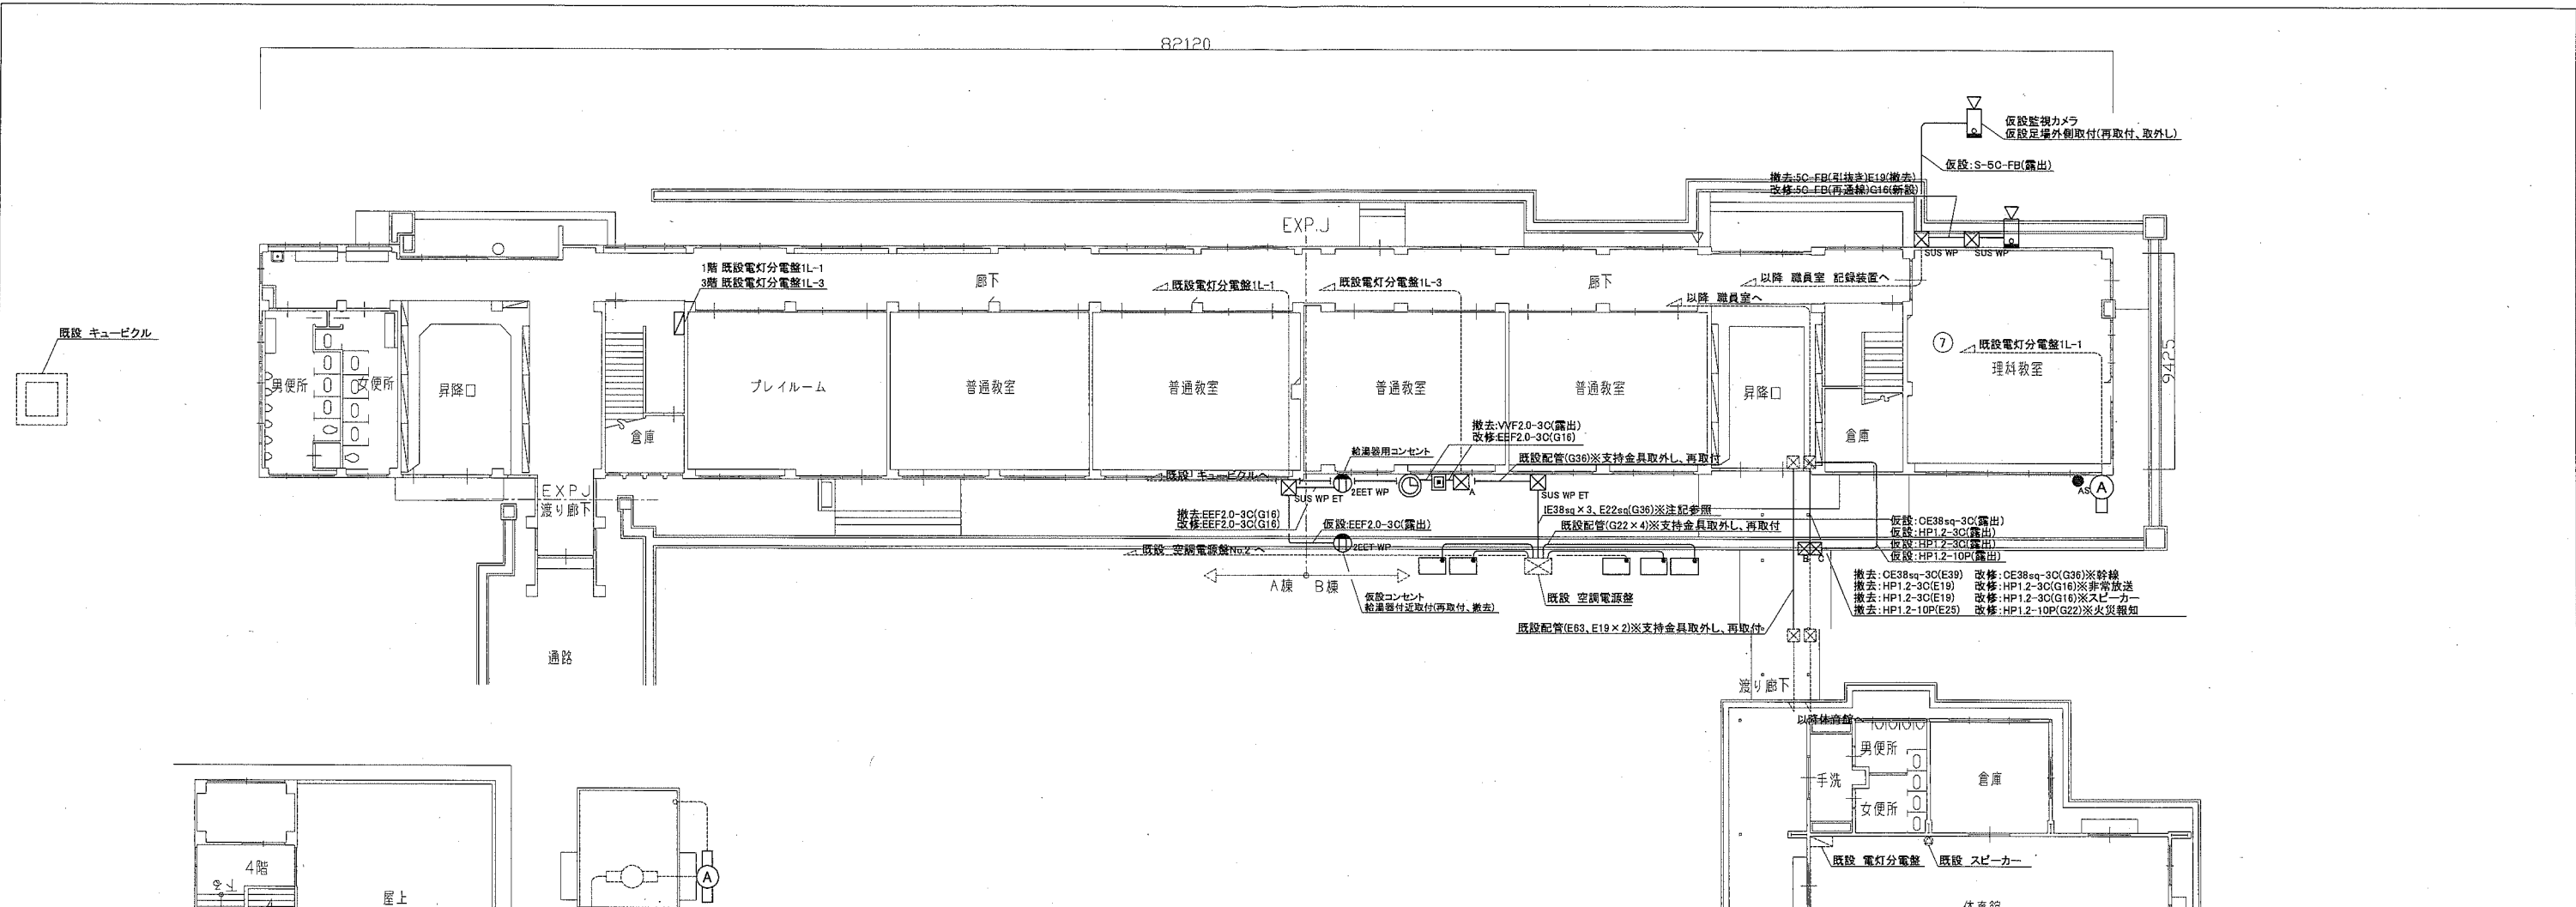 82120
仮設監視カメラ
仮設足場外側取付(再取付、取外し)
仮設:S-5C-FB(露出)
撤去:5C-FB(引抜き)E19(撤去)
改修:5C-FB(再通線)G16(新設)
EXP.J
SUS WP
SUS WP
1階 既設電灯分電盤1L-1
3階 既設電灯分電盤1L-3
廊下
既設電灯分電盤1L-1
既設電灯分電盤1L-3
廊下
以降 職員室 記録装置へ
以降 職員室へ
既設 キュービクル
7
既設電灯分電盤1L-1
理科教室
9425
男便所
女便所
昇降口
プレイルーム
普通教室
普通教室
普通教室
普通教室
昇降口
倉庫
倉庫
撤去:VVF2.0-3C(露出)
改修:EEF2.0-3C(G16)
給湯器用コンセント
既設配管(G36)※支持金具取外し、再取付
既設 キュービクルへ
EXP.J
渡り廊下
SUS WP ET
2EET WP
A
SUS WP ET
AS
A
撤去:EEF2.0-3C(G16)
改修:EEF2.0-3C(G16)
仮設:EEF2.0-3C(露出)
IE38sq×3、E22sq(G36)※注記参照
既設配管(G22×4)※支持金具取外し、再取付
仮設:CE38sq-3C(露出)
仮設:HP1.2-3C(露出)
仮設:HP1.2-3C(露出)
仮設:HP1.2-10P(露出)
既設 空調電源盤No.2 へ
2EET WP
B
C
A棟
B棟
仮設コンセント
給湯器付近取付(再取付、撤去)
既設 空調電源盤
撤去:CE38sq-3C(E39) 改修:CE38sq-3C(G36)※幹線
撤去:HP1.2-3C(E19) 改修:HP1.2-3C(G16)※非常放送
撤去:HP1.2-3C(E19) 改修:HP1.2-3C(G16)※スピーカー
撤去:HP1.2-10P(E25) 改修:HP1.2-10P(G22)※火災報知
既設配管(E63、E19×2)※支持金具取外し、再取付
通路
渡り廊下
以降体育館へ
男便所
手洗
女便所
倉庫
既設 電灯分電盤
既設 スピーカー
4階
屋上
A
体育館